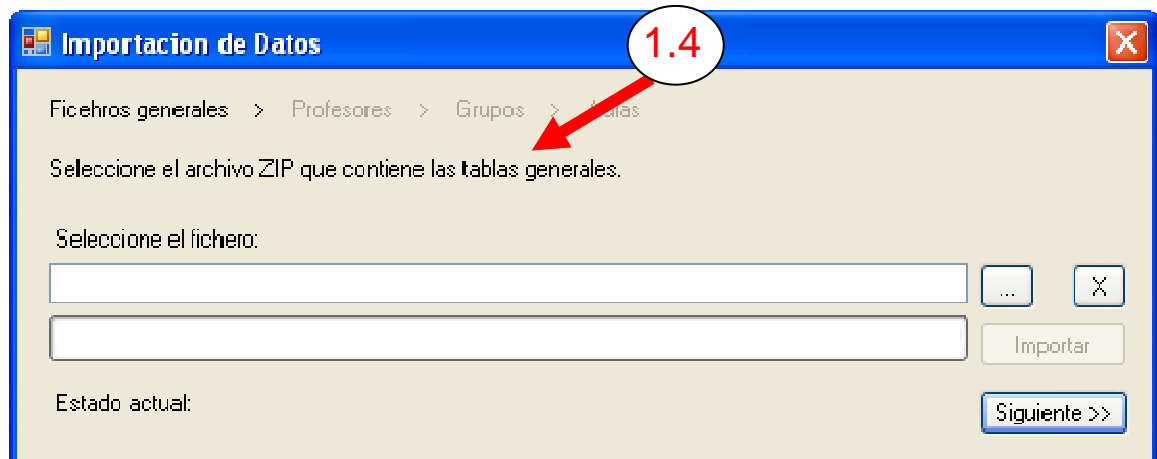 Importacion de Datos
1.4
Ficehros generales > Profesores > Grupos > Aulas
Seleccione el archivo ZIP que contiene las tablas generales.
Seleccione el fichero:
... X
Importar
Estado actual:
Siguiente >>